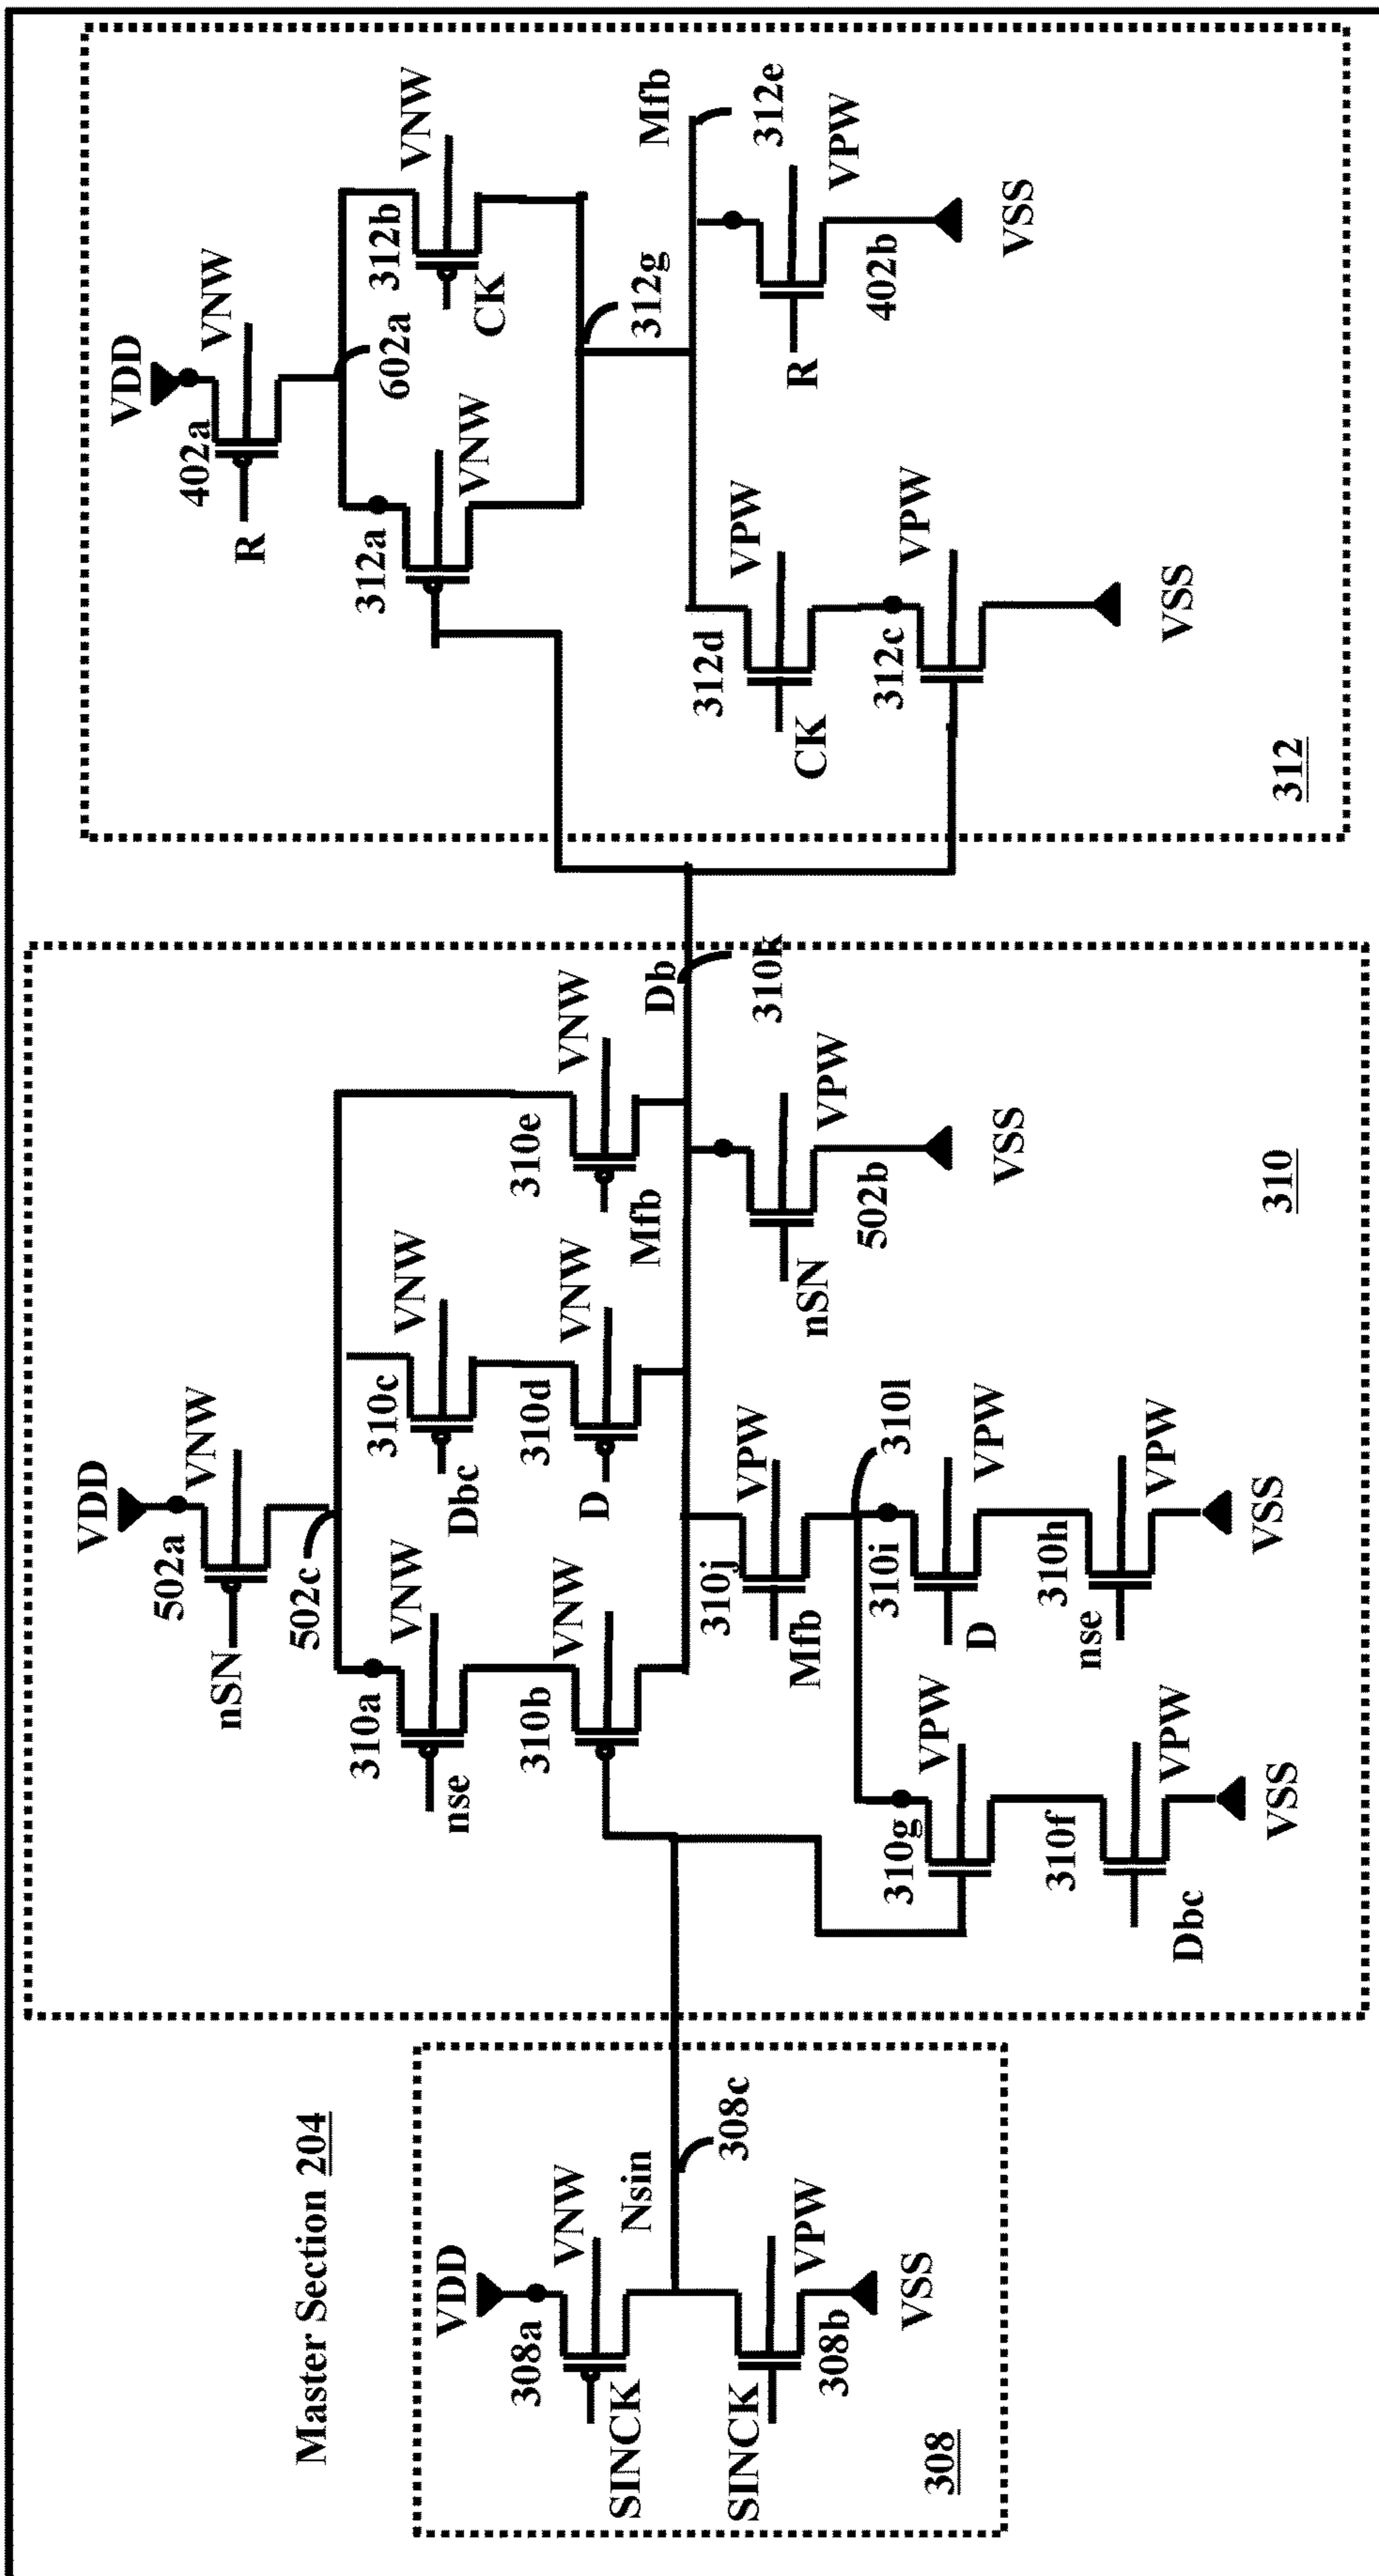 Master Section 204
VDD
308a
VNW
SINCK
Nsin
308c
SINCK
VPW
308b
VSS
308
VDD
502a
VNW
nSN
502c
310a
VNW
nse
310b
VNW
310c
VNW
Dbc
310d
VNW
D
310e
VNW
Mfb
Db
310k
nSN
VPW
502b
VSS
310j
VPW
Mfb
310l
310g
VPW
310f
VPW
Dbc
VSS
310i
VPW
D
310h
VPW
nse
VSS
310
VDD
402a
VNW
R
602a
312a
VNW
312b
VNW
CK
312g
Mfb
312e
312d
VPW
CK
312c
VPW
VSS
R
VPW
402b
VSS
312